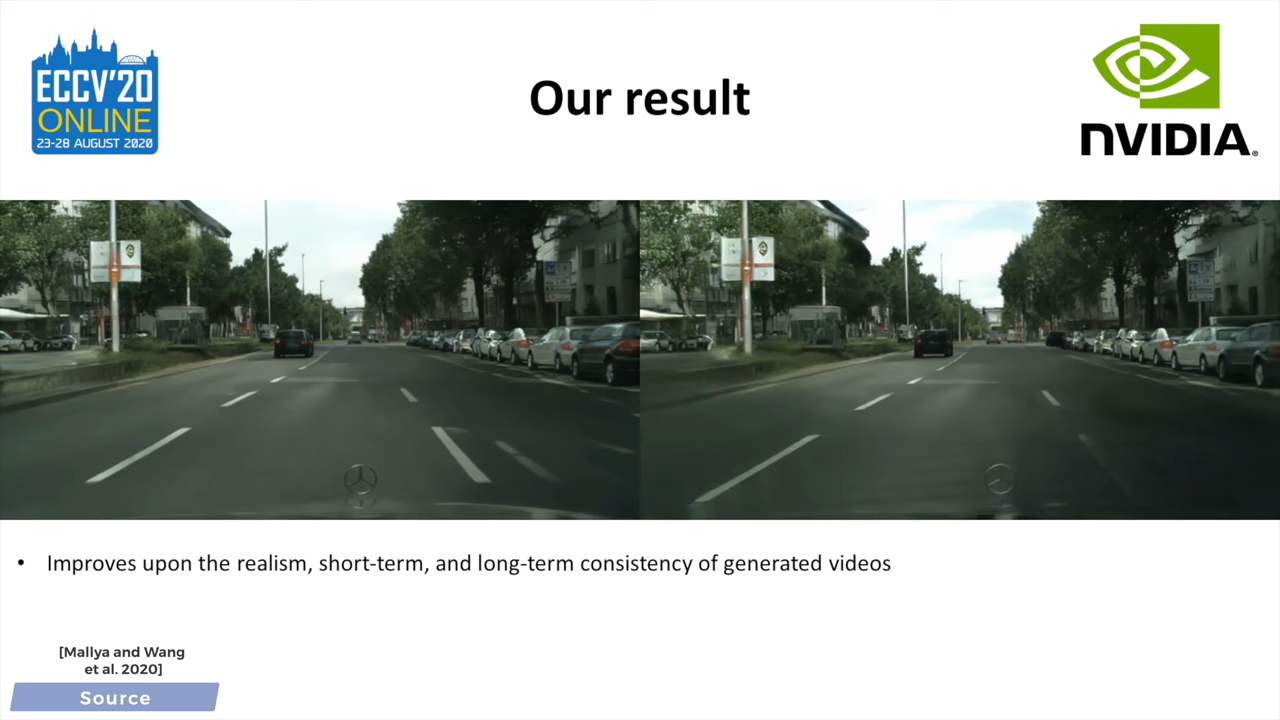 ECCV'20
ONLINE
23-28 AUGUST 2020
Our result
NVIDIA®
• Improves upon the realism, short-term, and long-term consistency of generated videos
[Mallya and Wang
et al. 2020]
Source